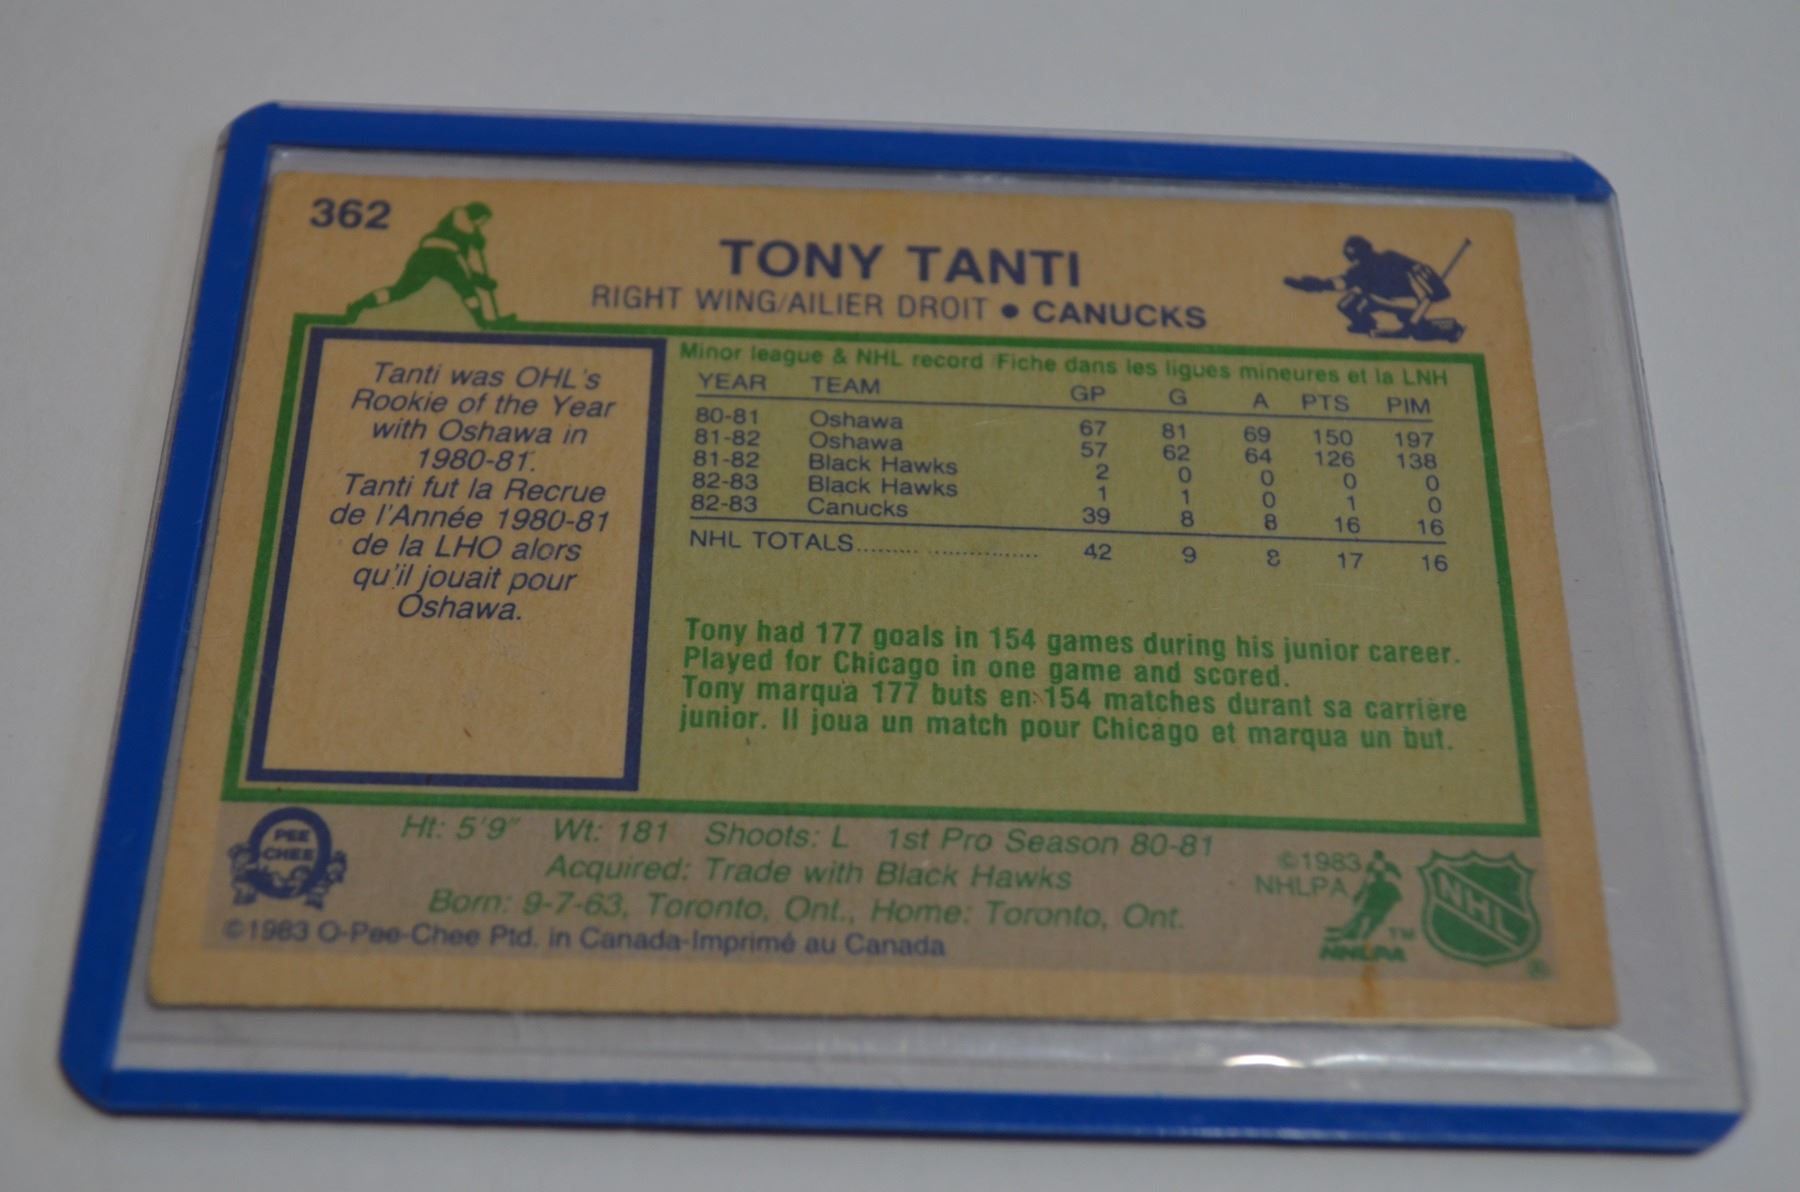 362
TONY TANTI
RIGHT WING/AILIER DROIT • CANUCKS
Tanti was OHL's
Rookie of the Year
with Oshawa in
1980-81.
Tanti fut la Recrue
de l'Année 1980-81
de la LHO alors
qu'il jouait pour
Oshawa.
Minor league & NHL record/Fiche dans les ligues mineures et la LNH
YEAR TEAM GP G A PTS PIM
80-81 Oshawa 67 81 69 150 197
81-82 Oshawa 57 62 64 126 138
81-82 Black Hawks 2 0 0 0 0
82-83 Black Hawks 1 1 0 1 0
82-83 Canucks 39 8 8 16 16
NHL TOTALS......... ................. 42 9 8 17 16
Tony had 177 goals in 154 games during his junior career.
Played for Chicago in one game and scored.
Tony marqua 177 buts en 154 matches durant sa carrière
junior. Il joua un match pour Chicago et marqua un but.
O
PEE
CHEE
Ht: 5'9" Wt: 181 Shoots: L 1st Pro Season 80-81
Acquired: Trade with Black Hawks
Born: 9-7-63, Toronto, Ont., Home: Toronto, Ont.
©1983 O-Pee-Chee Ptd. in Canada-Imprimé au Canada
©1983
NHLPA
TM
NHLPA
NHL
®